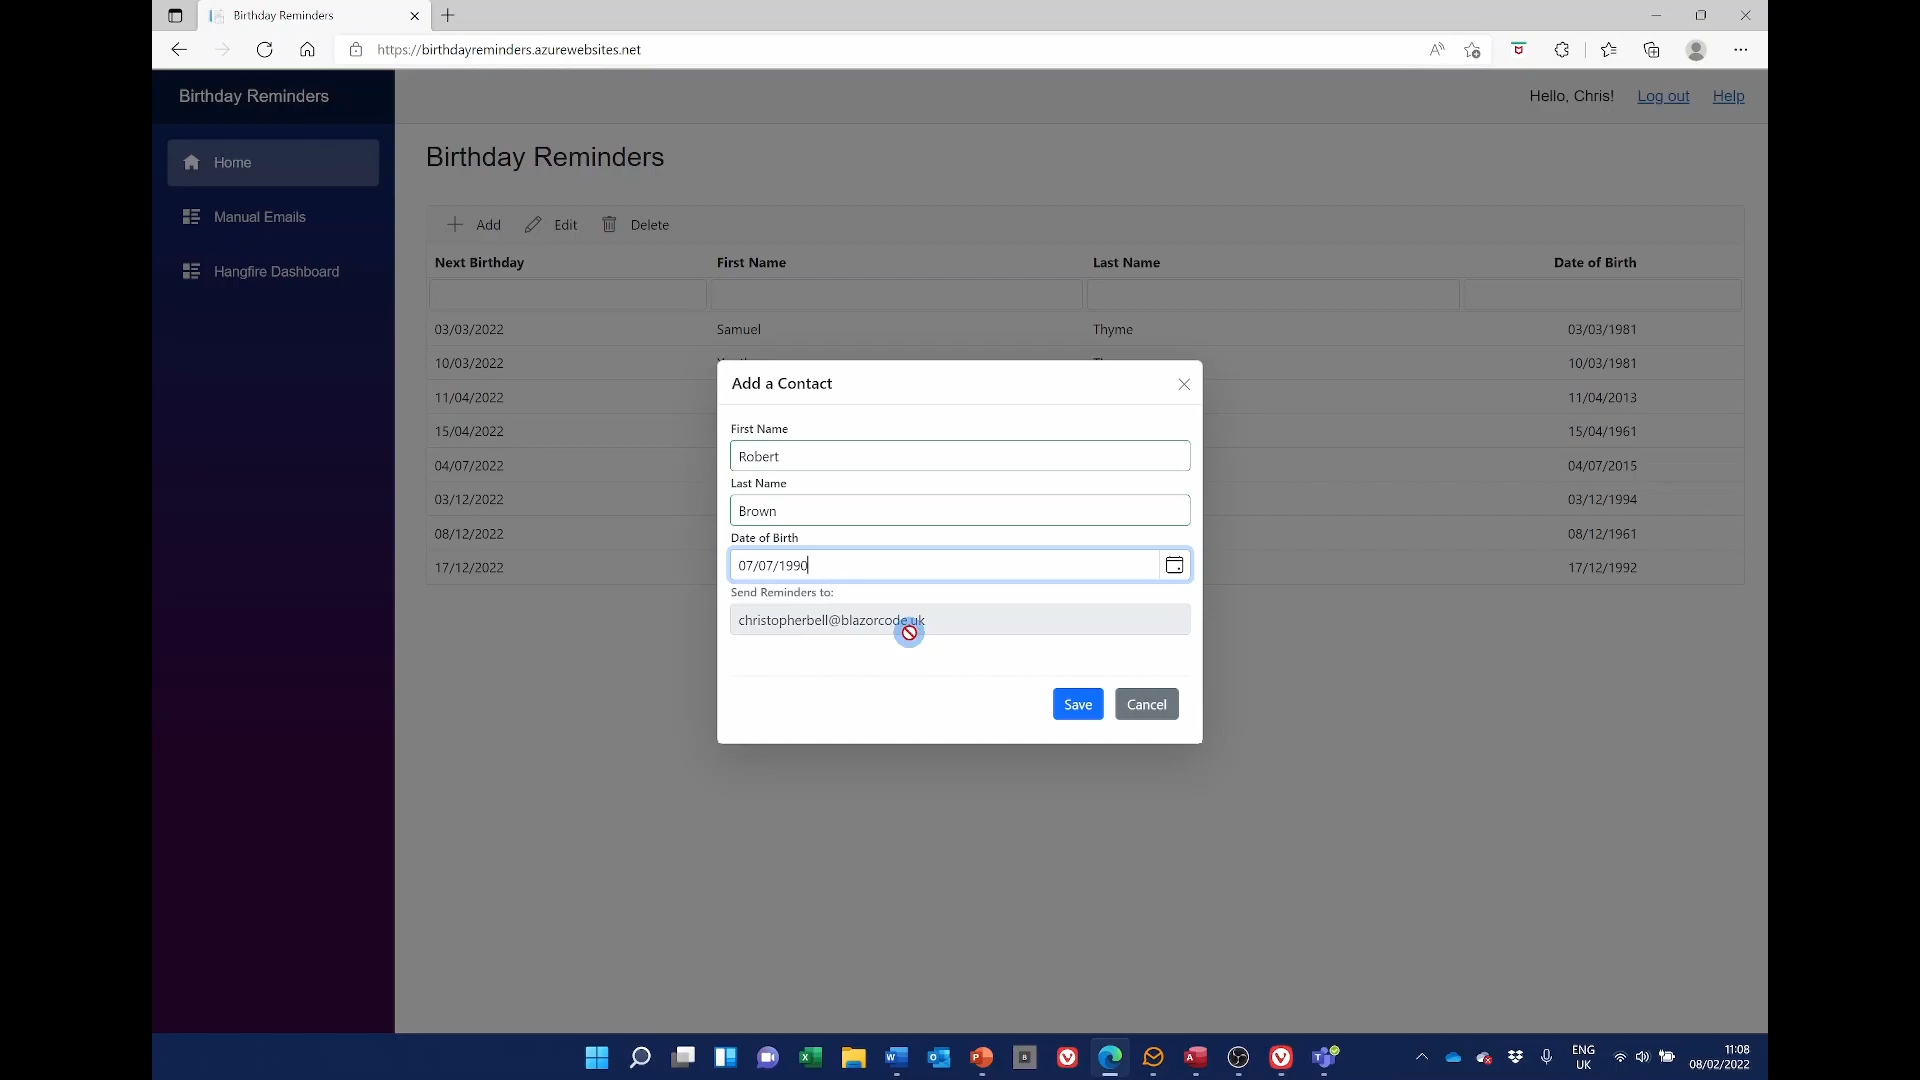 Birthday Reminders
https://birthdayreminders.azurewebsites.net
Birthday Reminders
Hello, Chris! Log out Help
Home
Manual Emails
Hangfire Dashboard
Birthday Reminders
Add Edit Delete
Next Birthday First Name Last Name Date of Birth
03/03/2022 Samuel Thyme 03/03/1981
10/03/2022 10/03/1981
11/04/2022 11/04/2013
15/04/2022 15/04/1961
04/07/2022 04/07/2015
03/12/2022 03/12/1994
08/12/2022 08/12/1961
17/12/2022 17/12/1992
Add a Contact
First Name
Robert
Last Name
Brown
Date of Birth
07/07/1990
Send Reminders to:
christopherbell@blazorcode.uk
Save Cancel
ENG
UK
11:08
08/02/2022